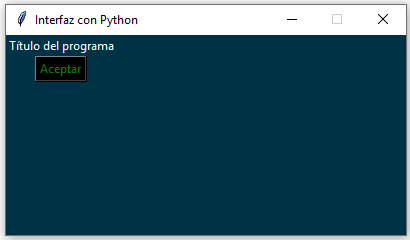 Interfaz con Python
Título del programa
Aceptar